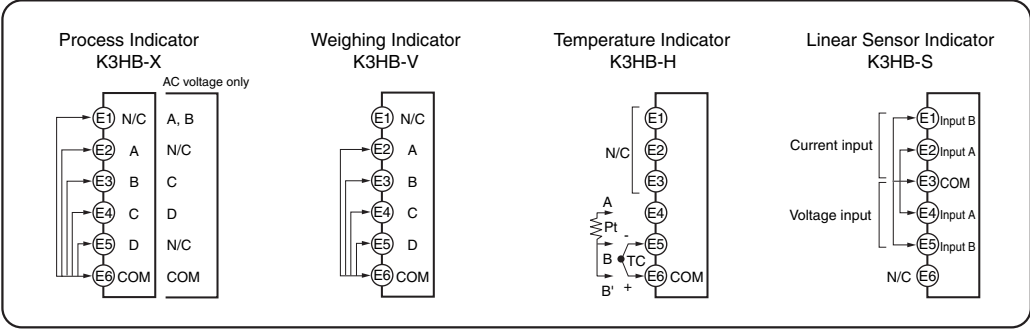 Process Indicator
K3HB-X
AC voltage only
E1 N/C A, B
E2 A N/C
E3 B C
E4 C D
E5 D N/C
E6 COM COM
Weighing Indicator
K3HB-V
E1 N/C
E2 A
E3 B
E4 C
E5 D
E6 COM
Temperature Indicator
K3HB-H
E1
N/C E2
E3
A E4
Pt
B - TC E5
B' + E6 COM
Linear Sensor Indicator
K3HB-S
E1 Input B
Current input E2 Input A
E3 COM
Voltage input E4 Input A
E5 Input B
N/C E6